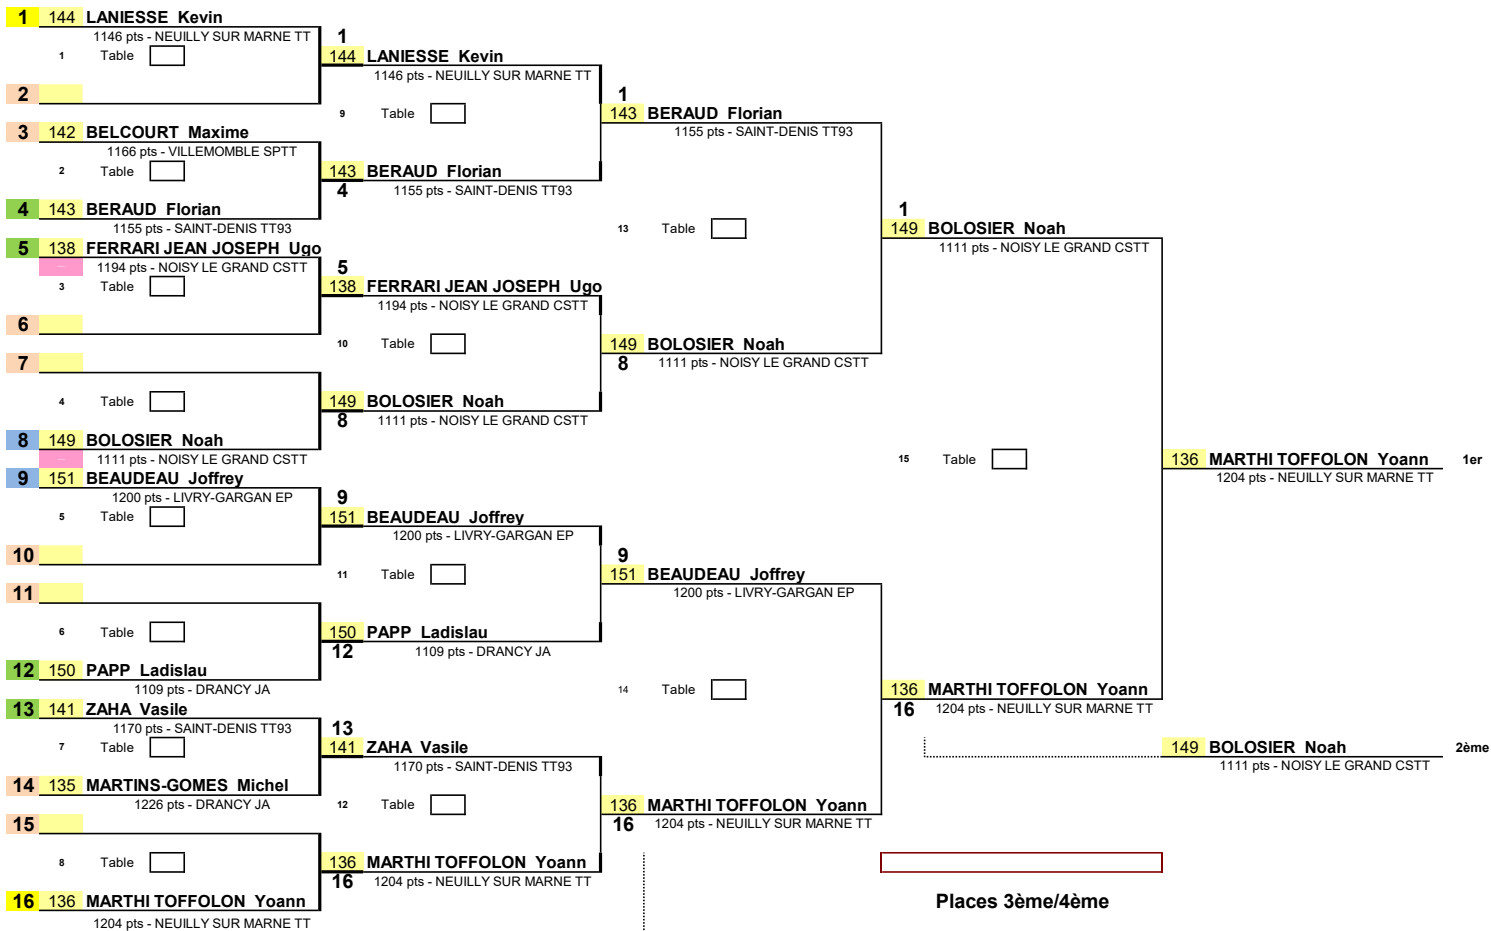 1 144 LANIESSE Kevin
1146 pts - NEUILLY SUR MARNE TT
1 Table
1
144 LANIESSE Kevin
1146 pts - NEUILLY SUR MARNE TT
2
9 Table
1
143 BERAUD Florian
1155 pts - SAINT-DENIS TT93
3 142 BELCOURT Maxime
1166 pts - VILLEMOMBLE SPTT
2 Table
143 BERAUD Florian
4 1155 pts - SAINT-DENIS TT93
4 143 BERAUD Florian
1155 pts - SAINT-DENIS TT93
13 Table
1
149 BOLOSIER Noah
1111 pts - NOISY LE GRAND CSTT
5 138 FERRARI JEAN JOSEPH Ugo
1194 pts - NOISY LE GRAND CSTT
3 Table
5
138 FERRARI JEAN JOSEPH Ugo
1194 pts - NOISY LE GRAND CSTT
6
10 Table
149 BOLOSIER Noah
8 1111 pts - NOISY LE GRAND CSTT
7
4 Table
149 BOLOSIER Noah
8 1111 pts - NOISY LE GRAND CSTT
8 149 BOLOSIER Noah
1111 pts - NOISY LE GRAND CSTT
15 Table
136 MARTHI TOFFOLON Yoann 1er
1204 pts - NEUILLY SUR MARNE TT
9 151 BEAUDEAU Joffrey
1200 pts - LIVRY-GARGAN EP
5 Table
9
151 BEAUDEAU Joffrey
1200 pts - LIVRY-GARGAN EP
10
11 Table
9
151 BEAUDEAU Joffrey
1200 pts - LIVRY-GARGAN EP
11
6 Table
150 PAPP Ladislau
12 1109 pts - DRANCY JA
12 150 PAPP Ladislau
1109 pts - DRANCY JA
14 Table
136 MARTHI TOFFOLON Yoann
16 1204 pts - NEUILLY SUR MARNE TT
13 141 ZAHA Vasile
1170 pts - SAINT-DENIS TT93
7 Table
13
141 ZAHA Vasile
1170 pts - SAINT-DENIS TT93
149 BOLOSIER Noah 2ème
1111 pts - NOISY LE GRAND CSTT
14 135 MARTINS-GOMES Michel
1226 pts - DRANCY JA
12 Table
136 MARTHI TOFFOLON Yoann
16 1204 pts - NEUILLY SUR MARNE TT
15
8 Table
136 MARTHI TOFFOLON Yoann
16 1204 pts - NEUILLY SUR MARNE TT
16 136 MARTHI TOFFOLON Yoann
1204 pts - NEUILLY SUR MARNE TT
Places 3ème/4ème